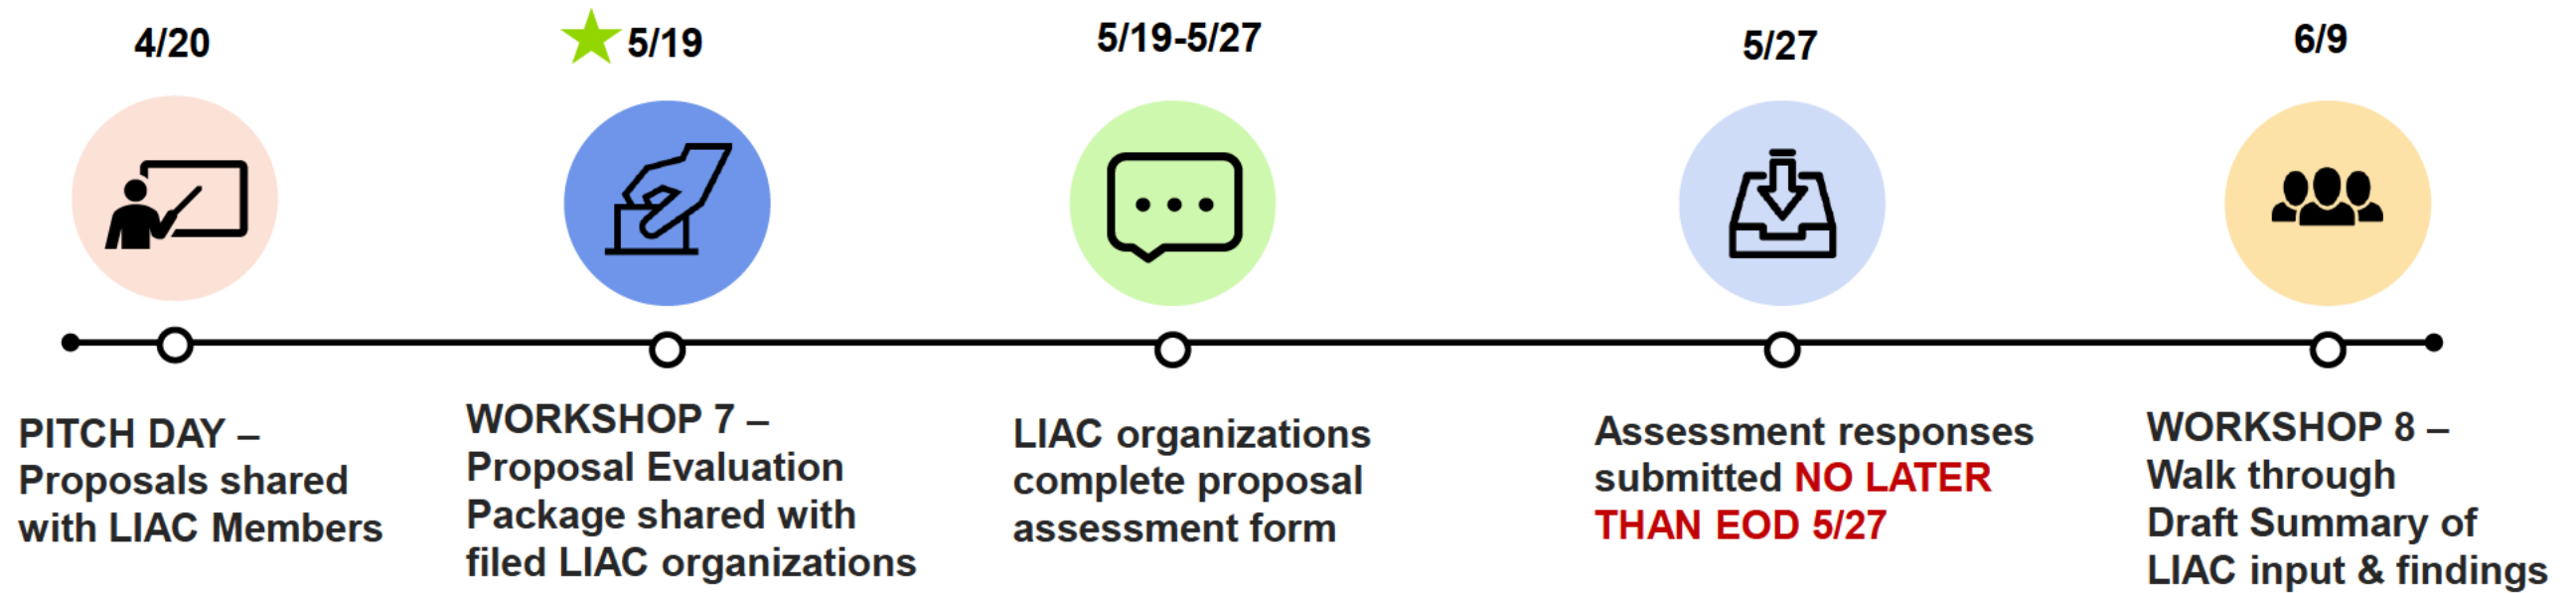 4/20
PITCH DAY –
Proposals shared
with LIAC Members
5/19
WORKSHOP 7 –
Proposal Evaluation
Package shared with
filed LIAC organizations
5/19-5/27
LIAC organizations
complete proposal
assessment form
5/27
Assessment responses
submitted NO LATER
THAN EOD 5/27
6/9
WORKSHOP 8 –
Walk through
Draft Summary of
LIAC input & findings